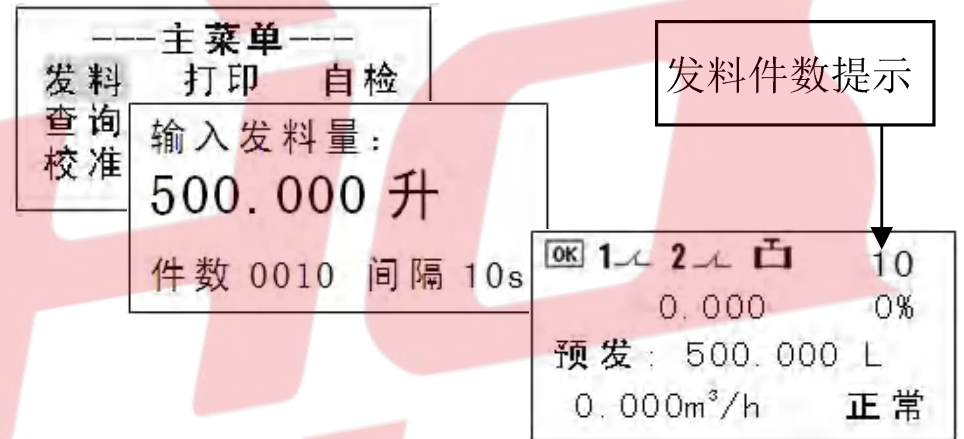 ---主菜单---
发料 打印 自检
查询
校准
输入发料量:
500.000 升
件数 0010 间隔 10s
发料件数提示
OK 1 2 10
0.000 0%
预发: 500.000 L
0.000m³/h 正常